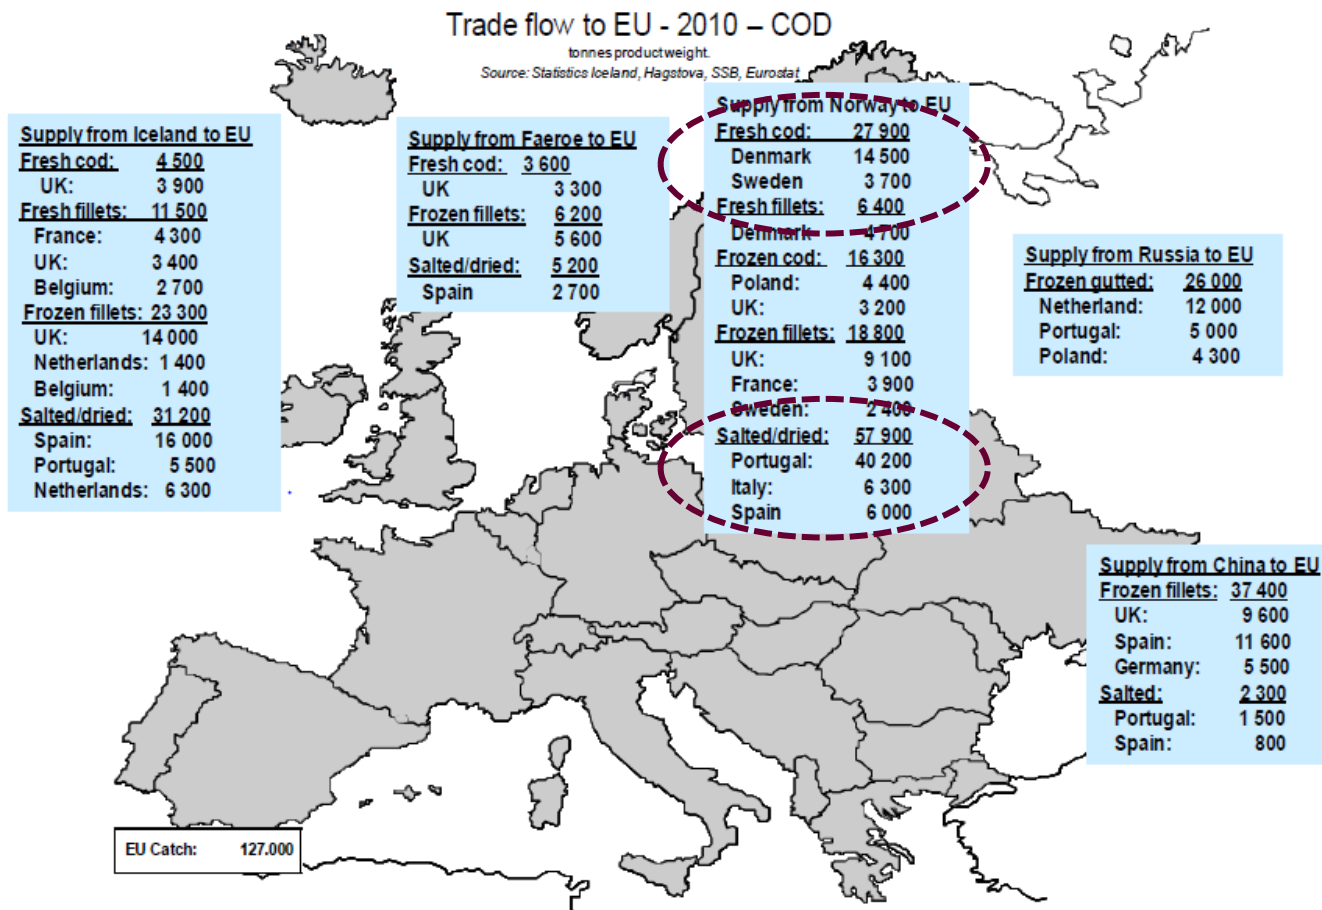 Trade flow to EU - 2010 – COD
tonnes product weight.
Source: Statistics Iceland, Hagstova, SSB, Eurostat
Supply from Iceland to EU
Fresh cod: 4 500
UK: 3 900
Fresh fillets: 11 500
France: 4 300
UK: 3 400
Belgium: 2 700
Frozen fillets: 23 300
UK: 14 000
Netherlands: 1 400
Belgium: 1 400
Salted/dried: 31 200
Spain: 16 000
Portugal: 5 500
Netherlands: 6 300
Supply from Faeroe to EU
Fresh cod: 3 600
UK 3 300
Frozen fillets: 6 200
UK 5 600
Salted/dried: 5 200
Spain 2 700
Supply from Norway to EU
Fresh cod: 27 900
Denmark 14 500
Sweden 3 700
Fresh fillets: 6 400
Denmark 4 700
Frozen cod: 16 300
Poland: 4 400
UK: 3 200
Frozen fillets: 18 800
UK: 9 100
France: 3 900
Sweden: 2 400
Salted/dried: 57 900
Portugal: 40 200
Italy: 6 300
Spain 6 000
Supply from Russia to EU
Frozen gutted: 26 000
Netherland: 12 000
Portugal: 5 000
Poland: 4 300
Supply from China to EU
Frozen fillets: 37 400
UK: 9 600
Spain: 11 600
Germany: 5 500
Salted: 2 300
Portugal: 1 500
Spain: 800
EU Catch: 127.000